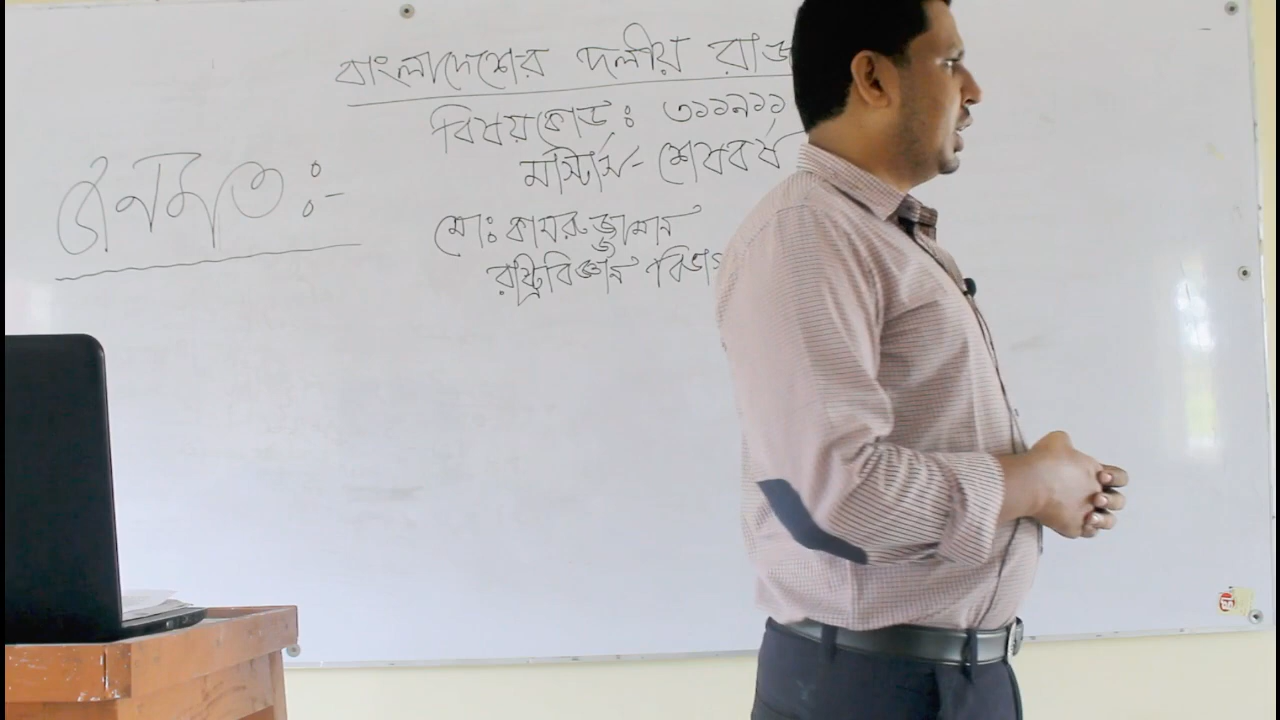 বাংলাদেশের দলীয় রাজ
বিষয়কোড: ৩১১৯১১
মাস্টার্স- শেষবর্ষ
জনমত:-
মো: কামরুজ্জামান
রাষ্ট্রবিজ্ঞান বিভাগ